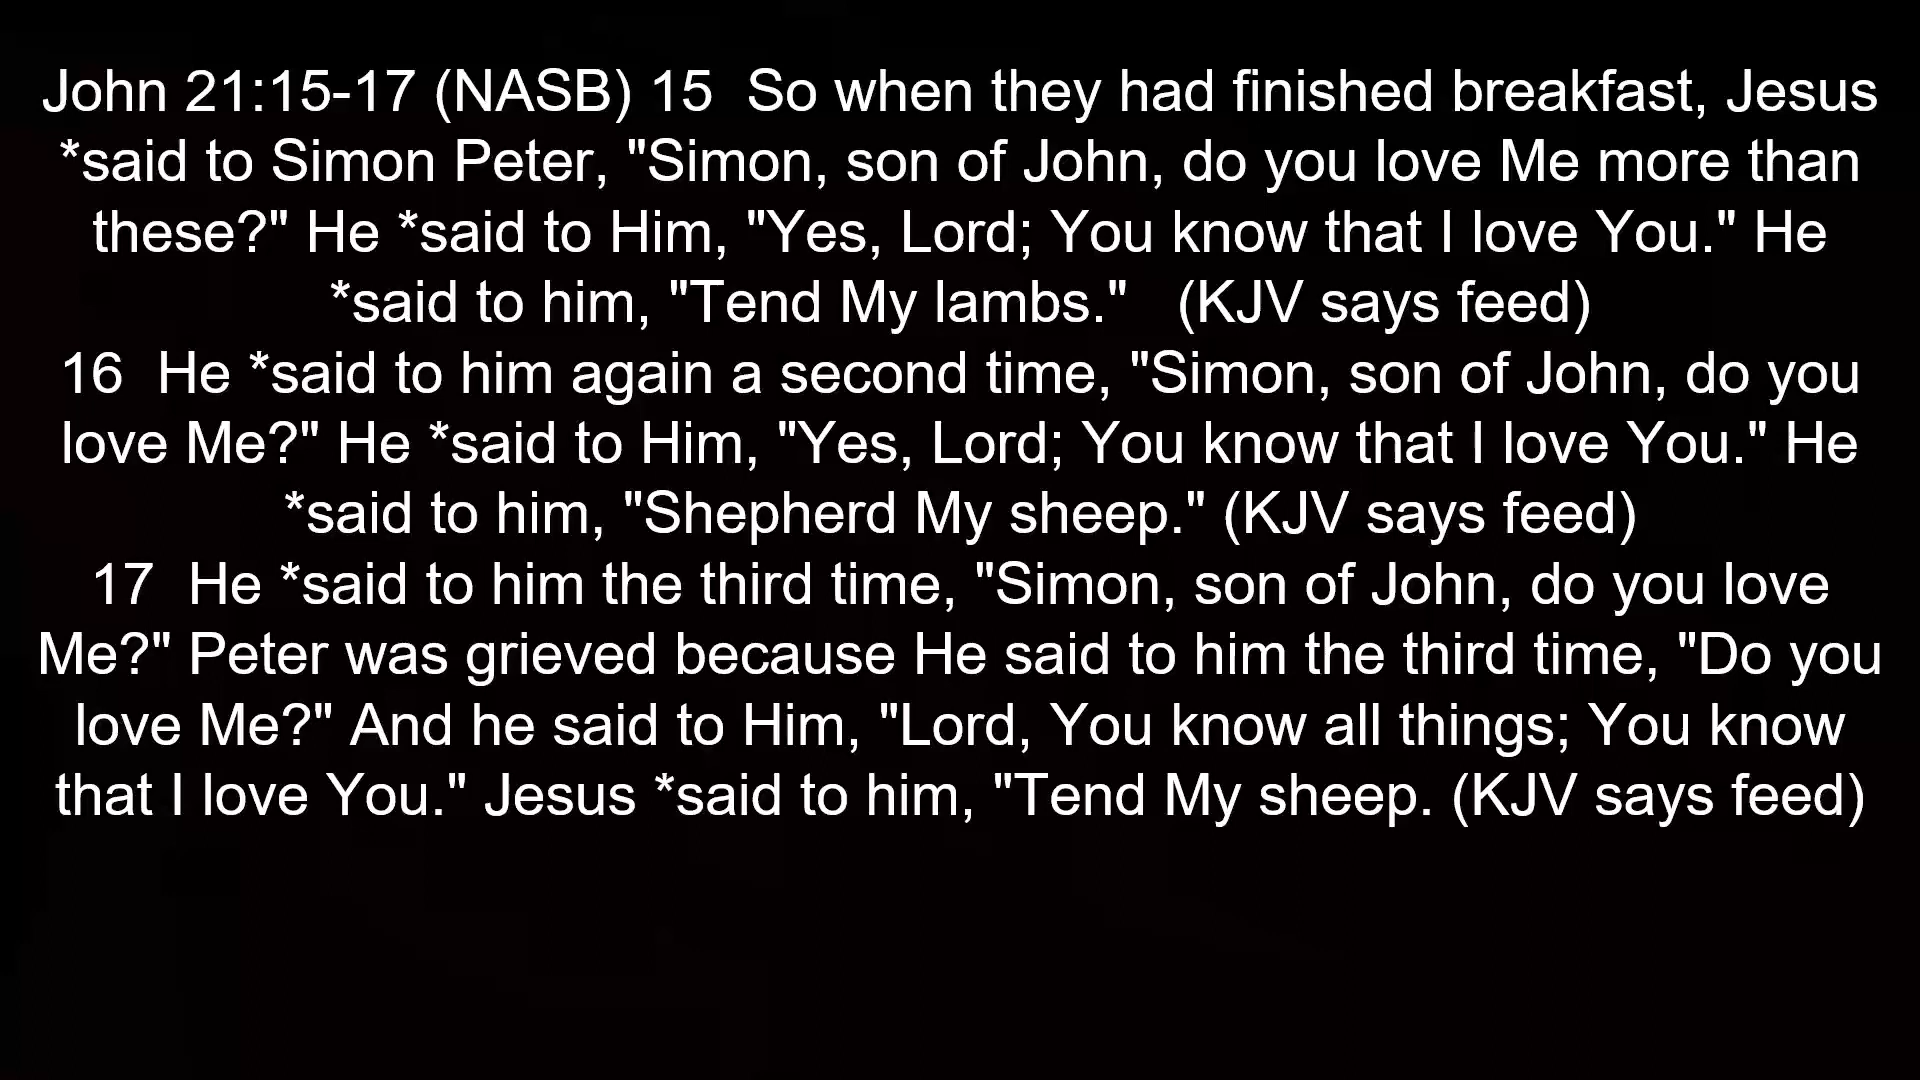 John 21:15-17 (NASB) 15  So when they had finished breakfast, Jesus
*said to Simon Peter, "Simon, son of John, do you love Me more than
these?" He *said to Him, "Yes, Lord; You know that I love You." He
*said to him, "Tend My lambs."   (KJV says feed)
16  He *said to him again a second time, "Simon, son of John, do you
love Me?" He *said to Him, "Yes, Lord; You know that I love You." He
*said to him, "Shepherd My sheep." (KJV says feed)
17  He *said to him the third time, "Simon, son of John, do you love
Me?" Peter was grieved because He said to him the third time, "Do you
love Me?" And he said to Him, "Lord, You know all things; You know
that I love You." Jesus *said to him, "Tend My sheep. (KJV says feed)